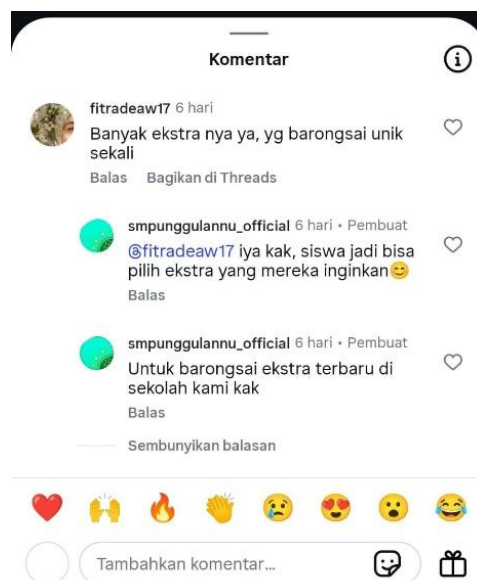 Komentar
fitradeaw17 6 hari
Banyak ekstra nya ya, yg barongsai unik
sekali
Balas Bagikan di Threads
smpunggulannu_official 6 hari • Pembuat
@fitradeaw17 iya kak, siswa jadi bisa
pilih ekstra yang mereka inginkan😊
Balas
smpunggulannu_official 6 hari • Pembuat
Untuk barongsai ekstra terbaru di
sekolah kami kak
Balas
Sembunyikan balasan
Tambahkan komentar...